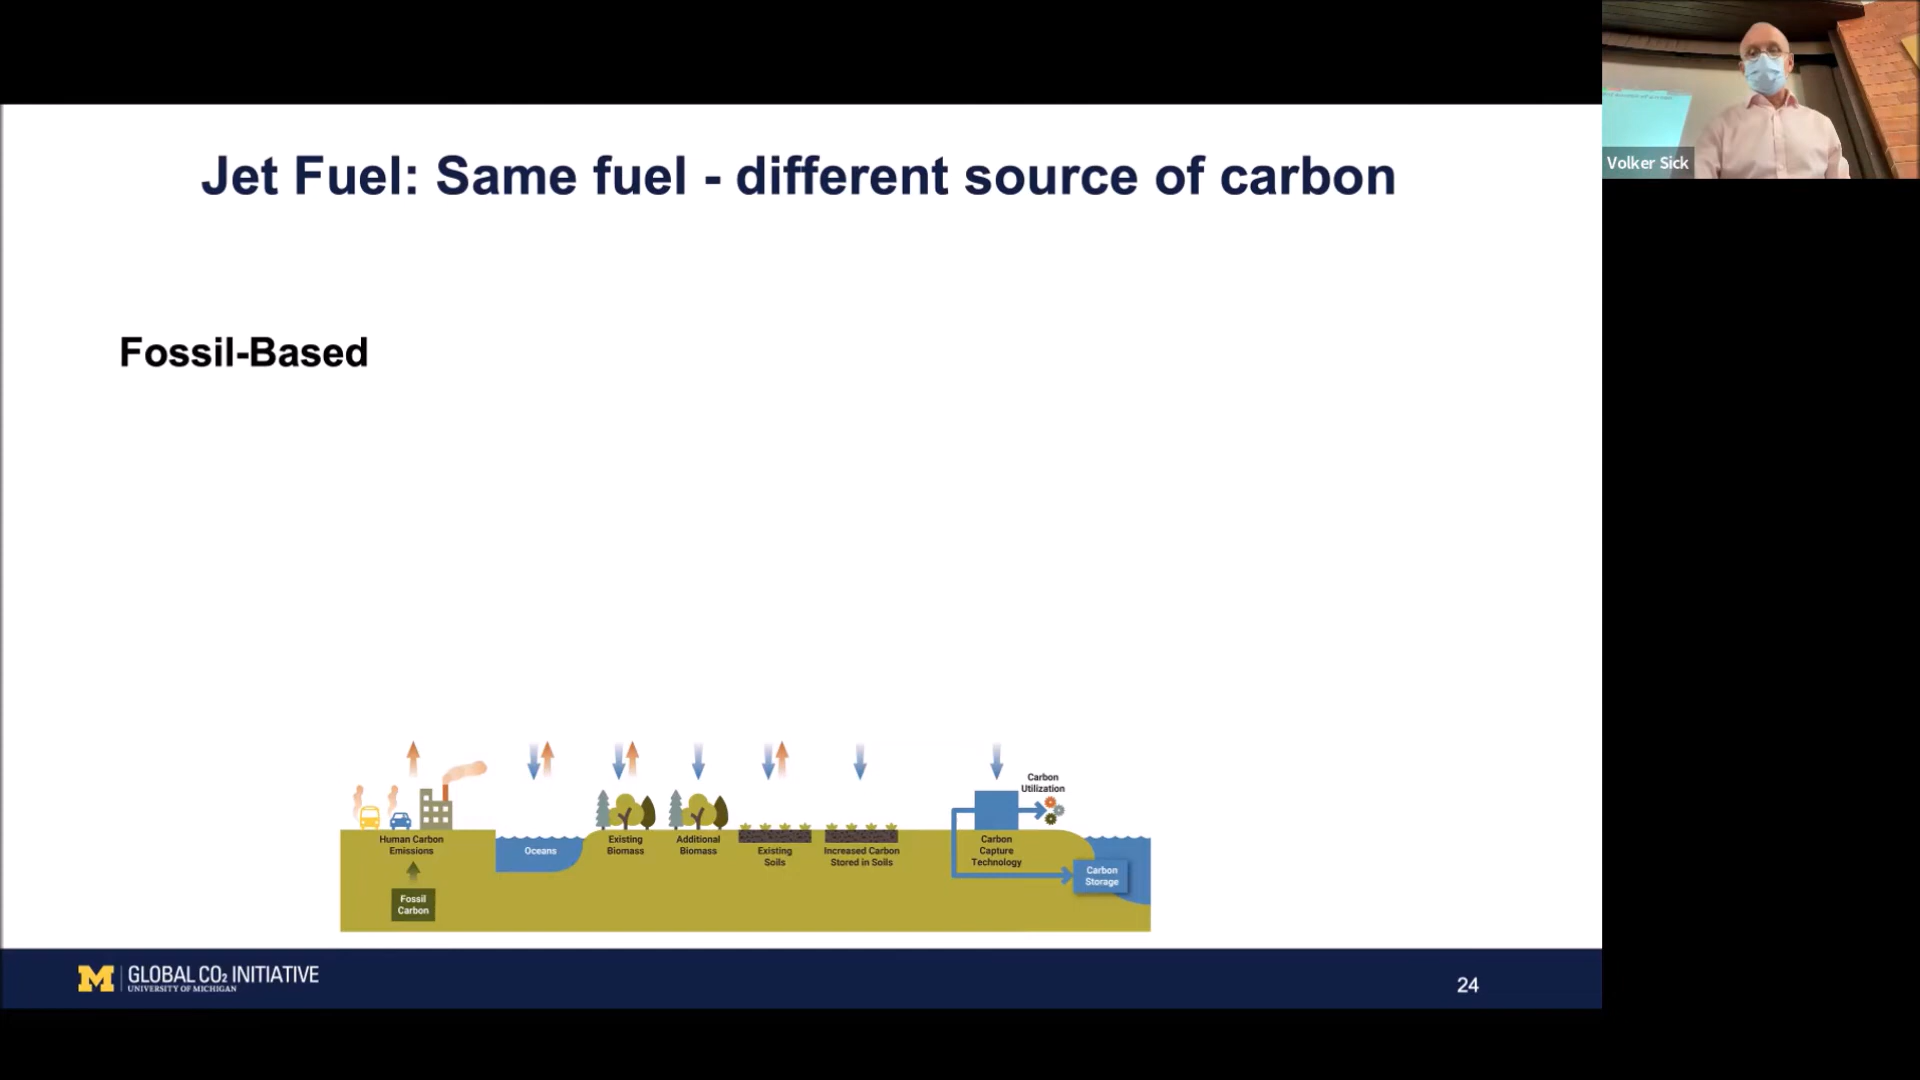 Jet Fuel: Same fuel - different source of carbon
Volker Sick
Fossil-Based
Carbon
Utilization
Human Carbon
Emissions
Oceans
Existing
Biomass
Additional
Biomass
Existing
Soils
Increased Carbon
Stored in Soils
Carbon
Capture
Technology
Carbon
Storage
Fossil
Carbon
M
GLOBAL CO₂ INITIATIVE
UNIVERSITY OF MICHIGAN
24